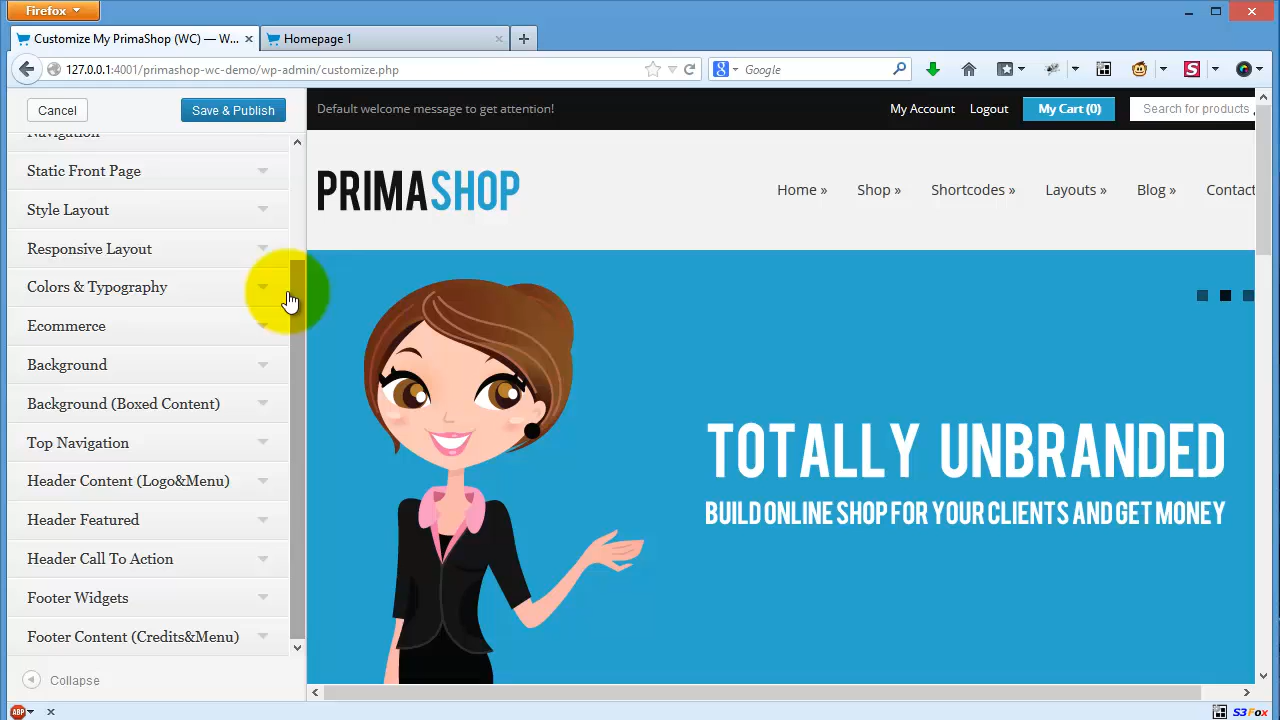 Firefox
Customize My PrimaShop (WC) — W...
Homepage 1
127.0.0.1:4001/primashop-wc-demo/wp-admin/customize.php
Google
Cancel
Save & Publish
Default welcome message to get attention!
My Account
Logout
My Cart (0)
Search for products
Navigation
Static Front Page
Style Layout
Responsive Layout
Colors & Typography
Ecommerce
Background
Background (Boxed Content)
Top Navigation
Header Content (Logo&Menu)
Header Featured
Header Call To Action
Footer Widgets
Footer Content (Credits&Menu)
Collapse
PRIMASHOP
Home »
Shop »
Shortcodes »
Layouts »
Blog »
Contact
TOTALLY UNBRANDED
BUILD ONLINE SHOP FOR YOUR CLIENTS AND GET MONEY
ABP
S3Fox